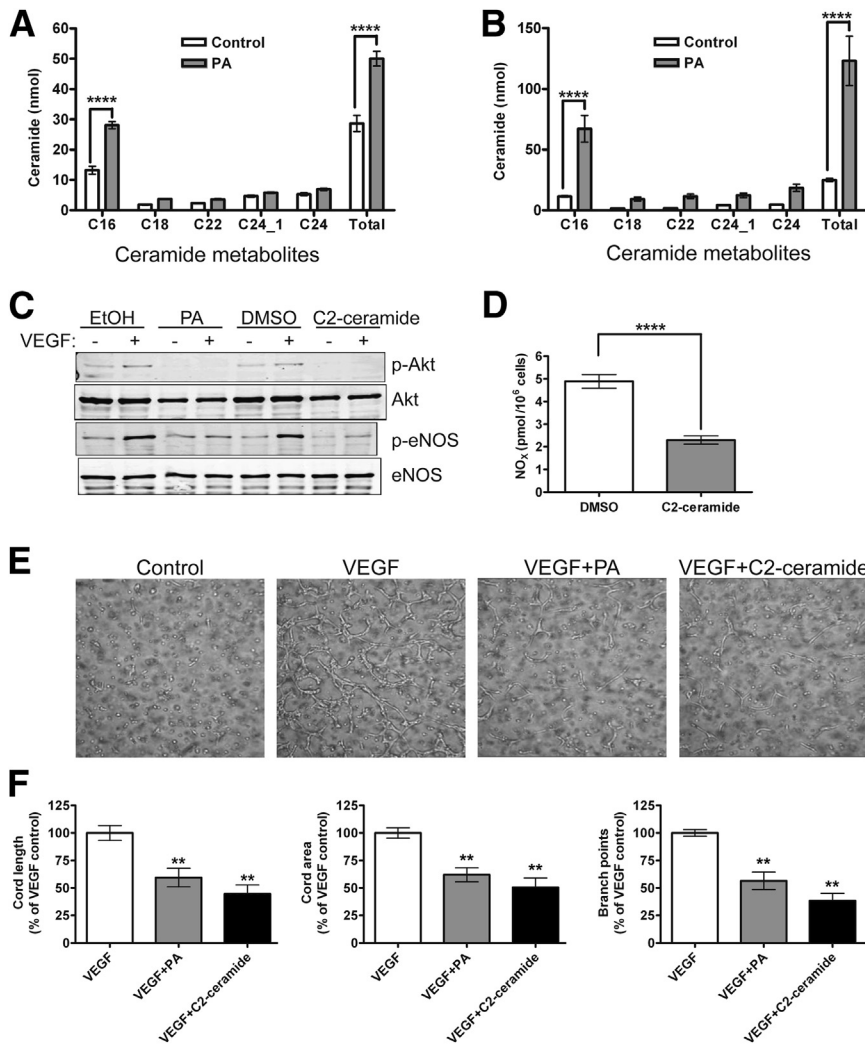 A
60
50
40
30
20
10
0
Ceramide (nmol)
Control
PA
****
****
C16 C18 C22 C24_1 C24 Total
Ceramide metabolites
B
150
100
50
0
Ceramide (nmol)
Control
PA
****
****
C16 C18 C22 C24_1 C24 Total
Ceramide metabolites
C
EtOH PA DMSO C2-ceramide
VEGF: - + - + - + - +
p-Akt
Akt
p-eNOS
eNOS
D
****
6
5
4
3
2
1
0
NOX (pmol/10⁶ cells)
DMSO C2-ceramide
E
Control VEGF VEGF+PA VEGF+C2-ceramide
F
125
100
75
50
25
0
Cord length
(% of VEGF control)
**
**
VEGF
VEGF+PA
VEGF+C2-ceramide
125
100
75
50
25
0
Cord area
(% of VEGF control)
**
**
VEGF
VEGF+PA
VEGF+C2-ceramide
125
100
75
50
25
0
Branch points
(% of VEGF control)
**
**
VEGF
VEGF+PA
VEGF+C2-ceramide